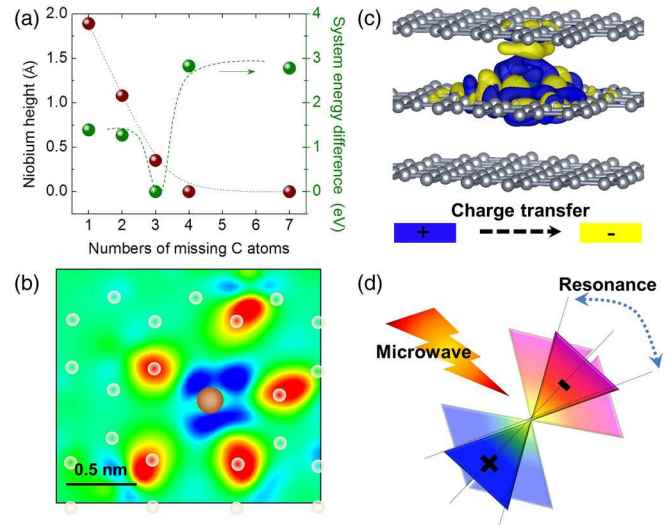 (a)
2.0
1.5
1.0
0.5
0.0
Niobium height (Å)
4
3
2
1
0
System energy difference (eV)
1 2 3 4 5 6 7
Numbers of missing C atoms
(b)
0.5 nm
(c)
Charge transfer
+ -
(d)
Resonance
Microwave
-
+